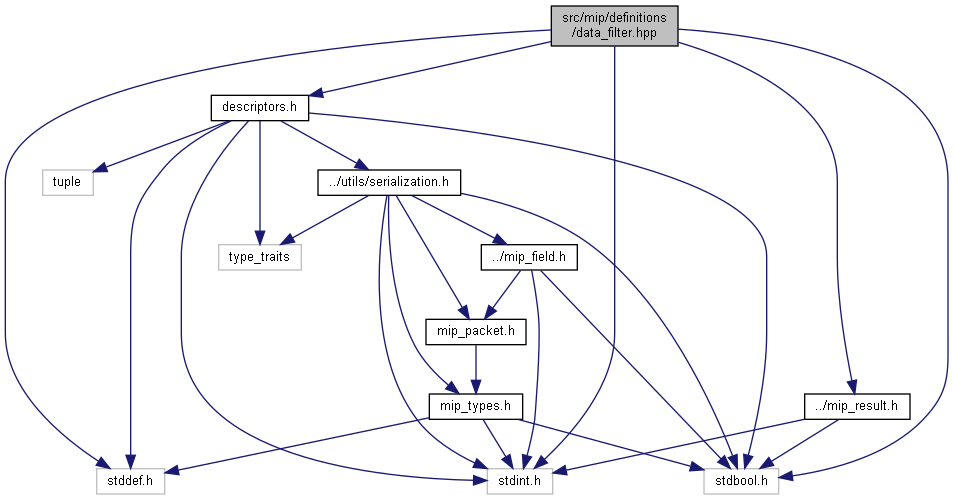 src/mip/definitions
/data_filter.hpp
descriptors.h
tuple
../utils/serialization.h
type_traits
../mip_field.h
mip_packet.h
mip_types.h
../mip_result.h
stddef.h
stdint.h
stdbool.h